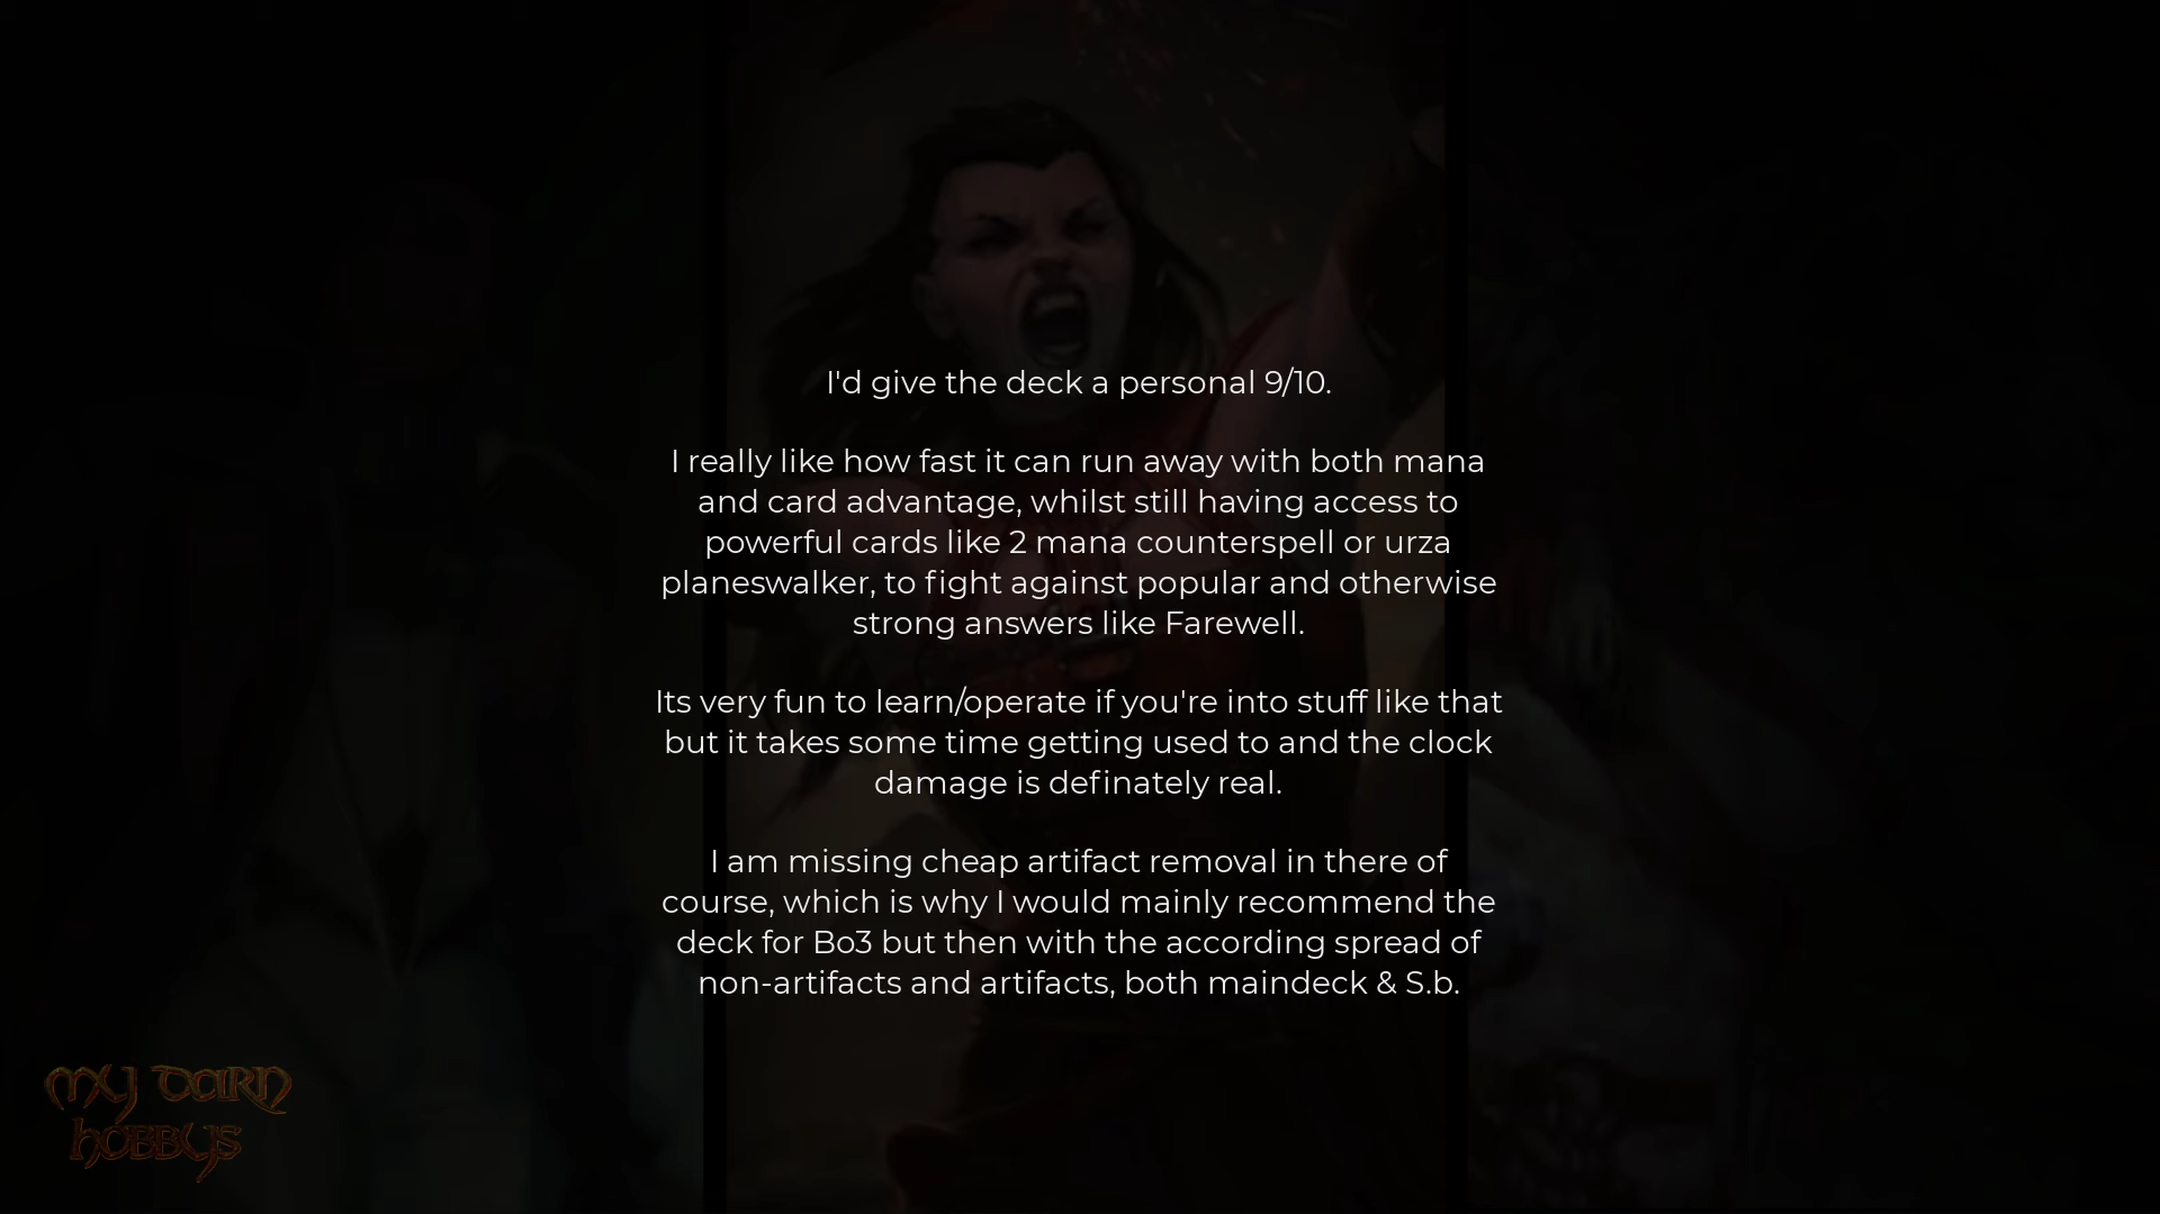 I'd give the deck a personal 9/10.
I really like how fast it can run away with both mana
and card advantage, whilst still having access to
powerful cards like 2 mana counterspell or urza
planeswalker, to fight against popular and otherwise
strong answers like Farewell.
Its very fun to learn/operate if you're into stuff like that
but it takes some time getting used to and the clock
damage is definately real.
I am missing cheap artifact removal in there of
course, which is why I would mainly recommend the
deck for Bo3 but then with the according spread of
non-artifacts and artifacts, both maindeck & S.b.
My Darn
Hobbys